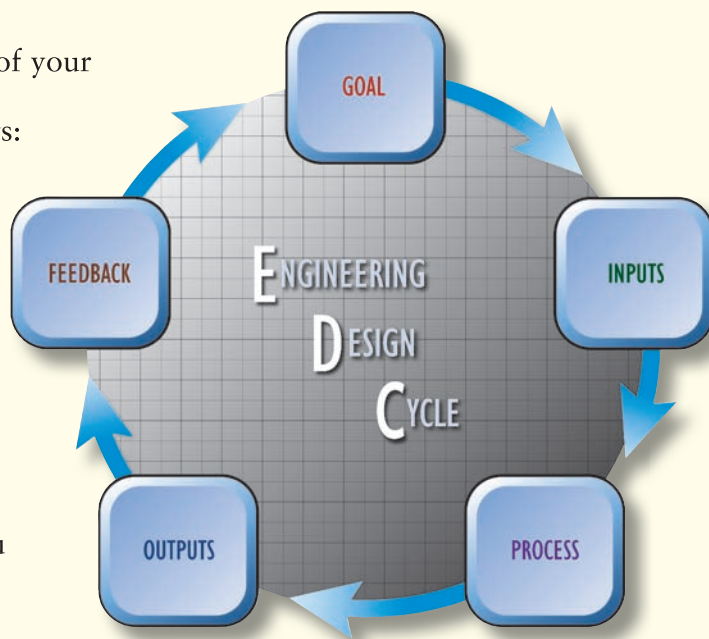 of your
s:
GOAL
FEEDBACK
INPUTS
ENGINEERING
DESIGN
CYCLE
OUTPUTS
PROCESS